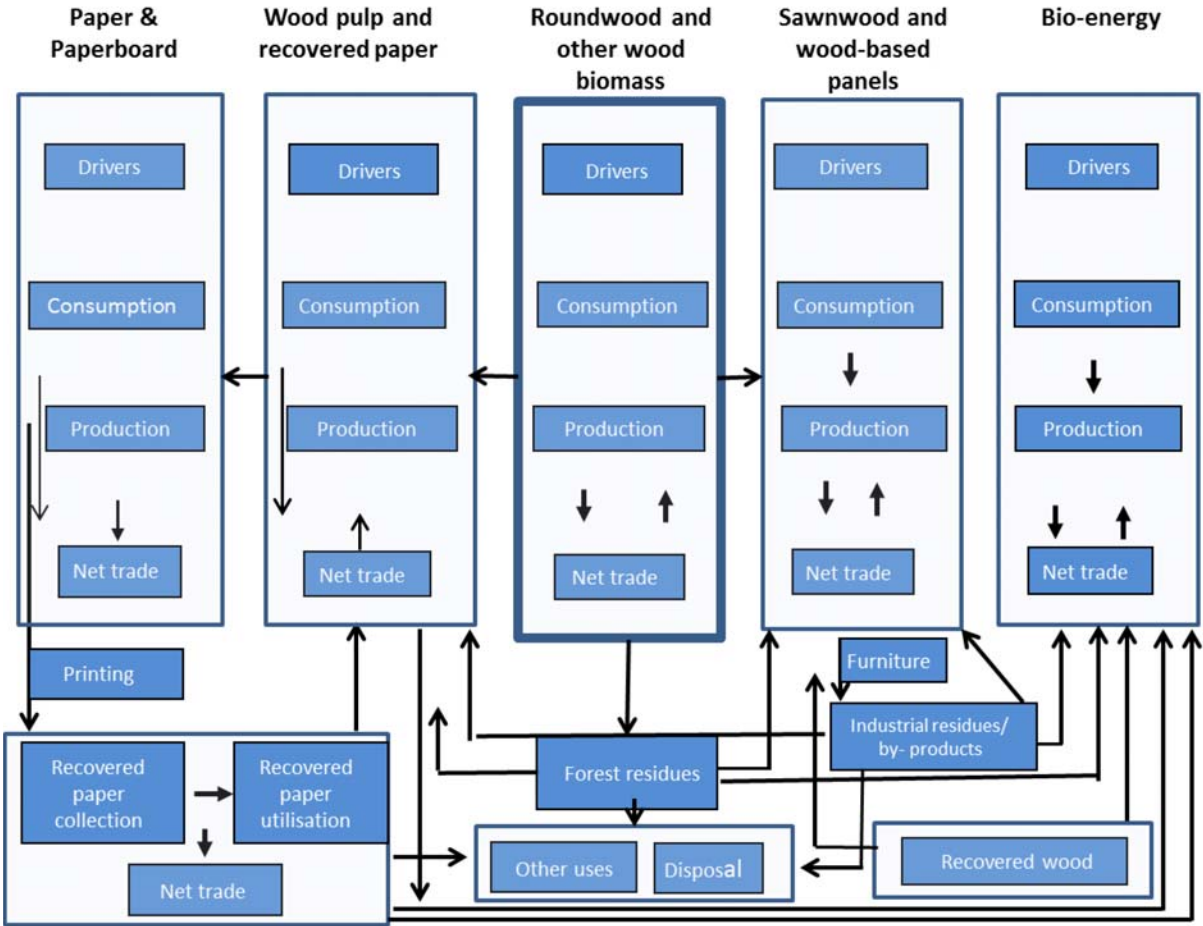 Paper &
Paperboard
Wood pulp and
recovered paper
Roundwood and
other wood
biomass
Sawnwood and
wood-based
panels
Bio-energy
Drivers
Drivers
Drivers
Drivers
Drivers
Consumption
Consumption
Consumption
Consumption
Consumption
Production
Production
Production
Production
Production
Net trade
Net trade
Net trade
Net trade
Net trade
Printing
Furniture
Industrial residues/
by- products
Forest residues
Recovered
paper
collection
Recovered
paper
utilisation
Net trade
Other uses
Disposal
Recovered wood